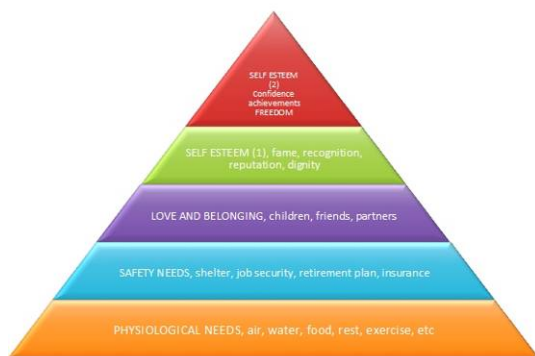 SELF ESTEEM
(2)
Confidence
achievements
FREEDOM
SELF ESTEEM (1), fame, recognition,
reputation, dignity
LOVE AND BELONGING, children, friends, partners
SAFETY NEEDS, shelter, job security, retirement plan, insurance
PHYSIOLOGICAL NEEDS, air, water, food, rest, exercise, etc